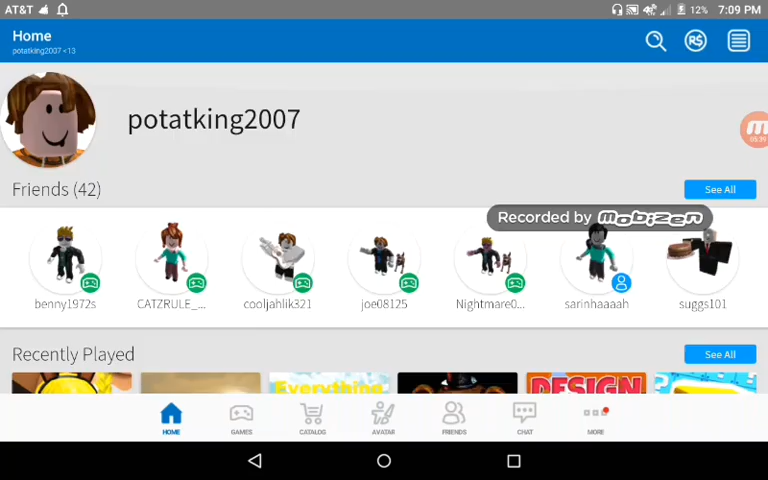 AT&T 12% 7:09 PM
Home
potatking2007 <13
R$
potatking2007
Friends (42)
See All
Recorded by mobizen
benny1972s
CATZRULE_...
cooljahlik321
joe08125
Nightmare0...
sarinhaaaah
suggs101
Recently Played
See All
Everything
DESIGN
HOME
GAMES
CATALOG
AVATAR
FRIENDS
CHAT
MORE